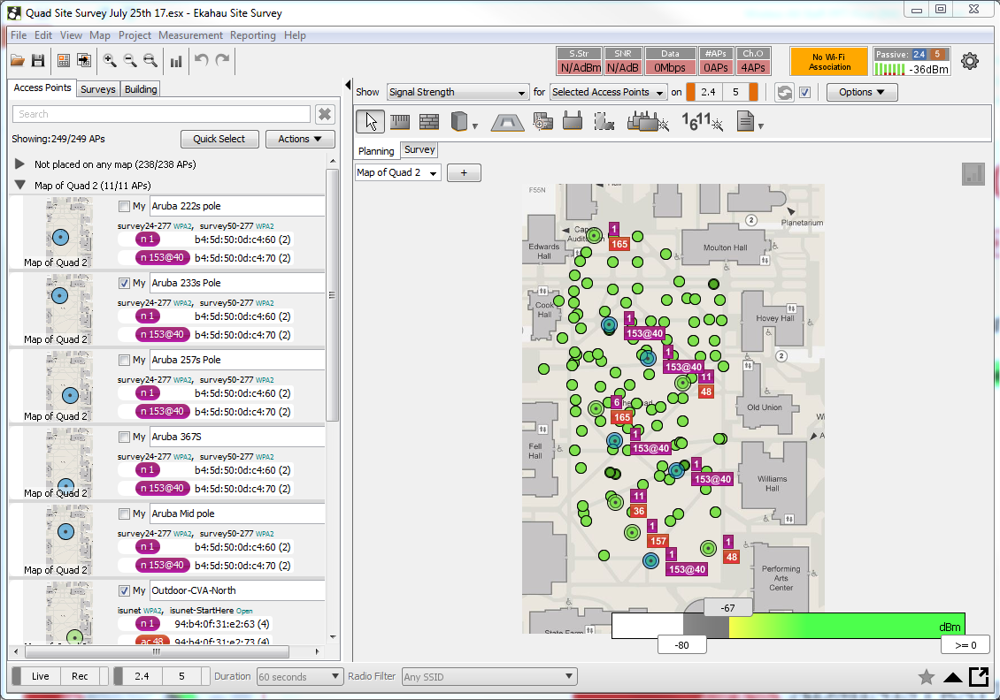 Quad Site Survey July 25th 17.esx - Ekahau Site Survey
File Edit View Map Project Measurement Reporting Help
S.Str SNR Data #APs Ch.O
N/AdBm N/AdB 0Mbps 0APs 4APs
No Wi-Fi
Association
Passive: 2.4 5
-36dBm
Access Points Surveys Building
Show Signal Strength for Selected Access Points on 2.4 5 Options
Search
Showing:249/249 APs Quick Select Actions
Not placed on any map (238/238 APs)
Map of Quad 2 (11/11 APs)
My Aruba 222s pole
survey24-277 WPA2, survey50-277 WPA2
n 1 b4:5d:50:0d:c4:60 (2)
n 153@40 b4:5d:50:0d:c4:70 (2)
Map of Quad 2
My Aruba 233s Pole
survey24-277 WPA2, survey50-277 WPA2
n 1 b4:5d:50:0d:c4:60 (2)
n 153@40 b4:5d:50:0d:c4:70 (2)
Map of Quad 2
My Aruba 257s Pole
survey24-277 WPA2, survey50-277 WPA2
n 1 b4:5d:50:0d:c4:60 (2)
n 153@40 b4:5d:50:0d:c4:70 (2)
Map of Quad 2
My Aruba 367S
survey24-277 WPA2, survey50-277 WPA2
n 1 b4:5d:50:0d:c4:60 (2)
n 153@40 b4:5d:50:0d:c4:70 (2)
Map of Quad 2
My Aruba Mid pole
survey24-277 WPA2, survey50-277 WPA2
n 1 b4:5d:50:0d:c4:60 (2)
n 153@40 b4:5d:50:0d:c4:70 (2)
Map of Quad 2
My Outdoor-CVA-North
isunet WPA2, isunet-StartHere Open
n 1 94:b4:0f:31:e2:63 (4)
ac 48 94:b4:0f:31:e2:73 (4)
Map of Quad 2
1 6 11
Planning Survey
Map of Quad 2 +
F55N
Hall
2
Planetarium
Edwards
Hall
1
165
Moulton Hall
Cook
Hall
1
153@40
Hovey Hall
1
153@40
2
11
48
6
165
Old Union
1
153@40
Fell
Hall
1
153@40
Williams
Hall
11
36
1
157
1
48
1
153@40
Performing
Arts
Center
State Farm
-67
dBm
-80
>= 0
Live Rec 2.4 5 Duration 60 seconds Radio Filter Any SSID